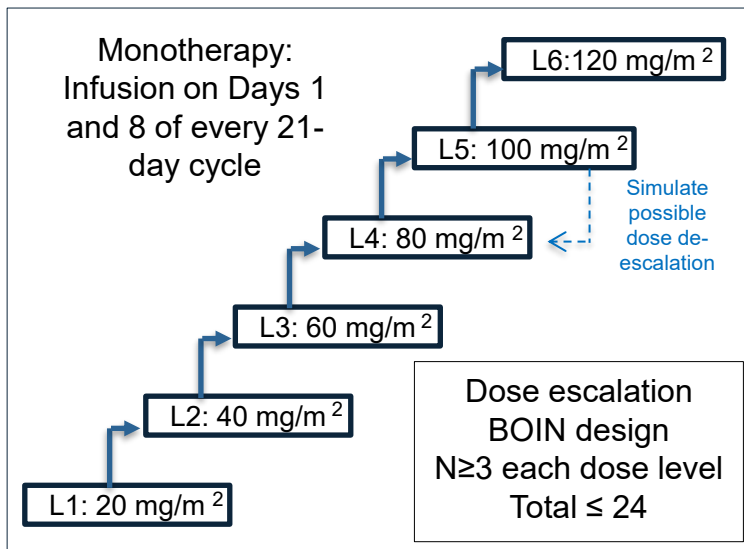 Monotherapy:
Infusion on Days 1
and 8 of every 21-
day cycle
L6:120 mg/m 2
L5: 100 mg/m 2
Simulate
possible
dose de-
escalation
L4: 80 mg/m 2
L3: 60 mg/m 2
L2: 40 mg/m 2
L1: 20 mg/m 2
Dose escalation
BOIN design
N≥3 each dose level
Total ≤ 24